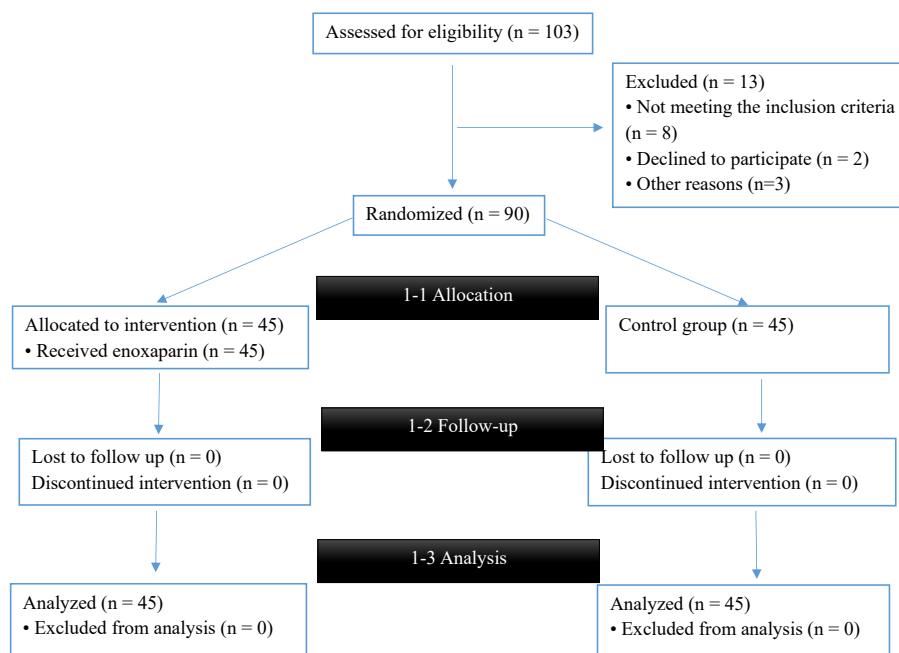 Assessed for eligibility (n = 103)
Excluded (n = 13)
• Not meeting the inclusion criteria
(n = 8)
• Declined to participate (n = 2)
• Other reasons (n=3)
Randomized (n = 90)
1-1 Allocation
Allocated to intervention (n = 45)
• Received enoxaparin (n = 45)
Control group (n = 45)
1-2 Follow-up
Lost to follow up (n = 0)
Discontinued intervention (n = 0)
Lost to follow up (n = 0)
Discontinued intervention (n = 0)
1-3 Analysis
Analyzed (n = 45)
• Excluded from analysis (n = 0)
Analyzed (n = 45)
• Excluded from analysis (n = 0)